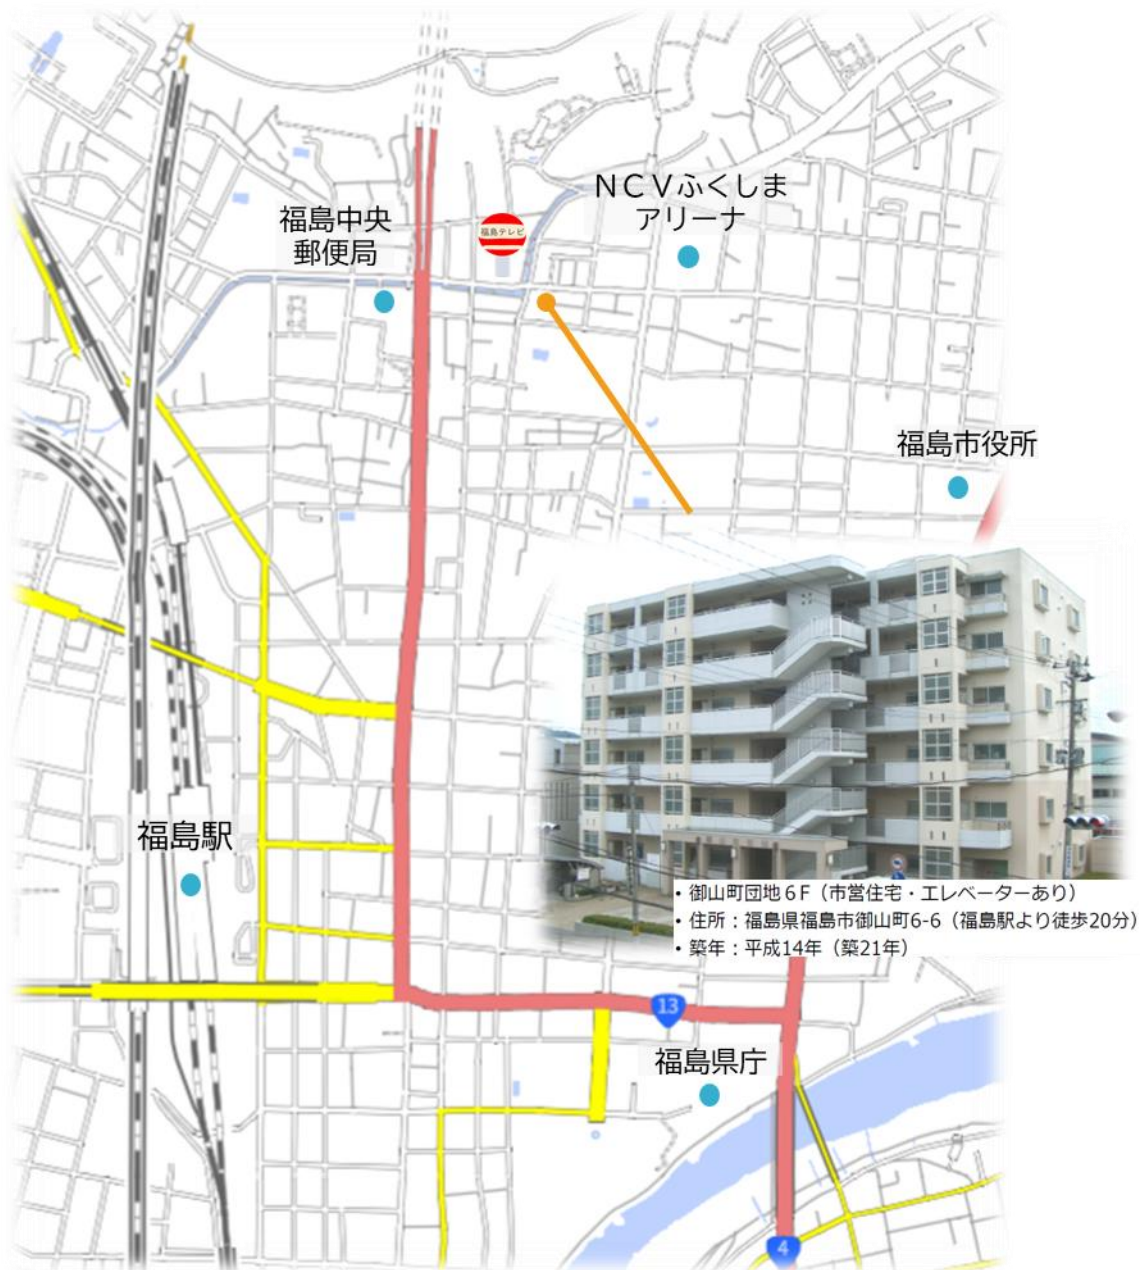 NCVふくしま
アリーナ
福島中央
郵便局
福島テレビ
福島市役所
福島駅
・御山町団地６F（市営住宅・エレベーターあり）
・住所：福島県福島市御山町6-6（福島駅より徒歩20分）
・築年：平成14年（築21年）
13
福島県庁
4